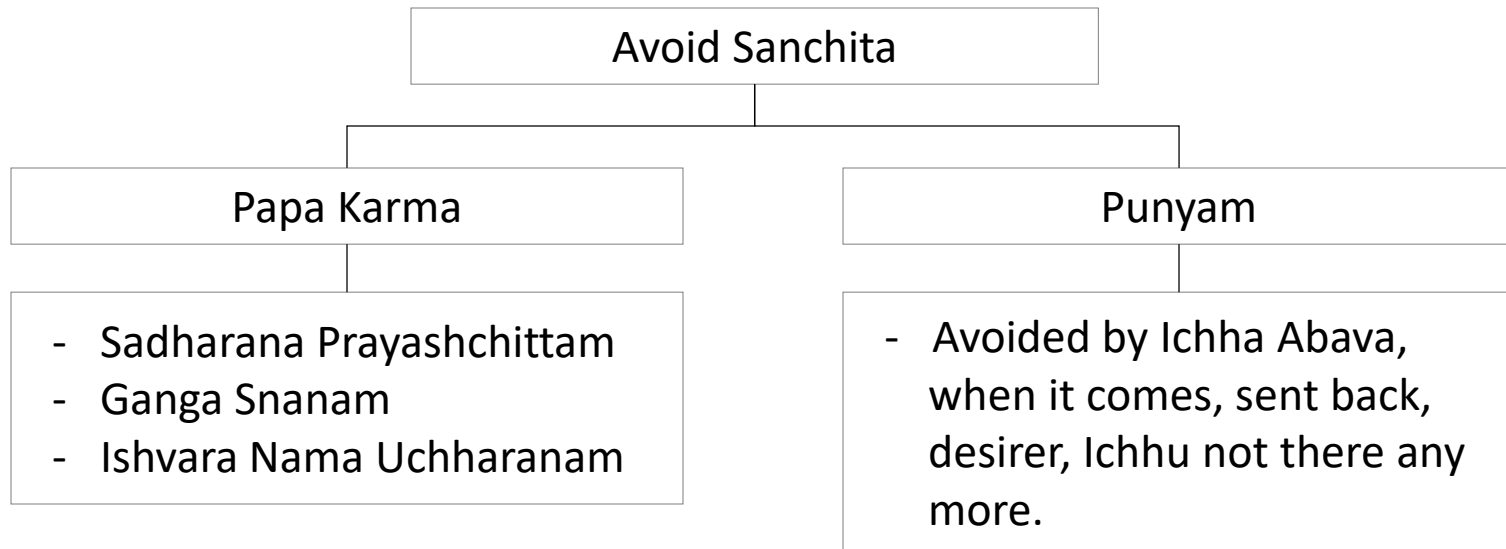 Avoid Sanchita
Papa Karma
Punyam
- Sadharana Prayashchittam
- Ganga Snanam
- Ishvara Nama Uchharanam
- Avoided by Ichha Abava,
when it comes, sent back,
desirer, Ichhu not there any
more.